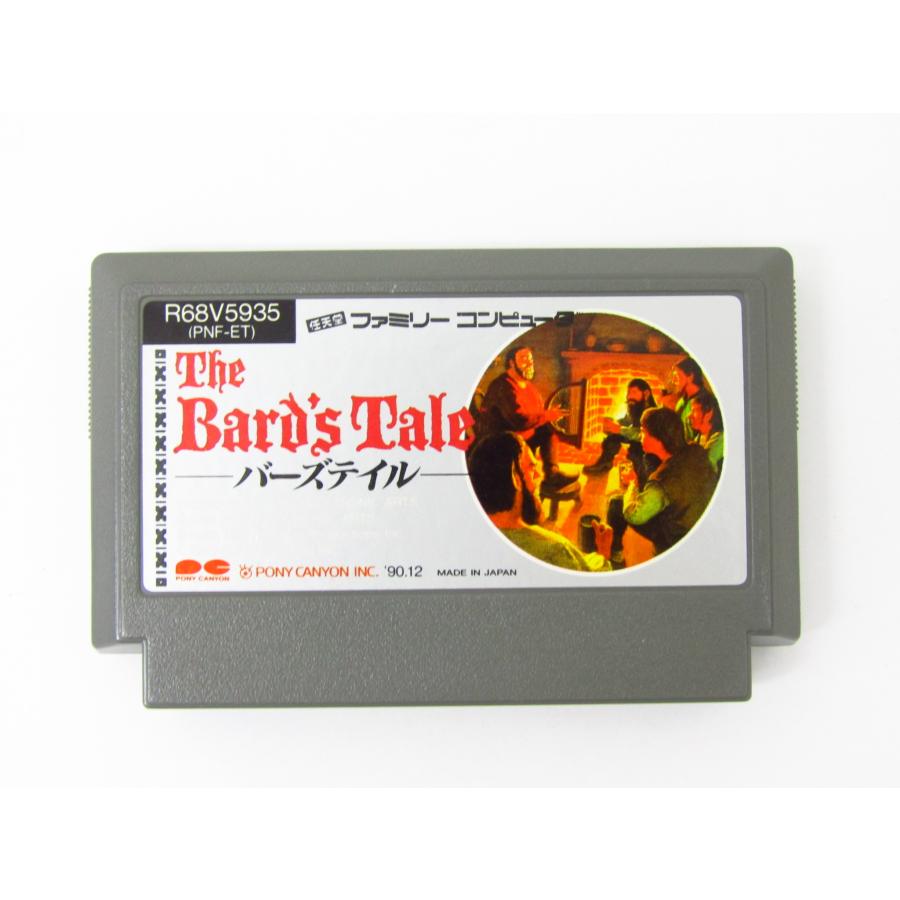 R68V5935
(PNF-ET)
任天堂 ファミリー コンピュータ
The
Bard's Tale
バーズテイル
PONY CANYON
PONY CANYON INC. '90.12 MADE IN JAPAN